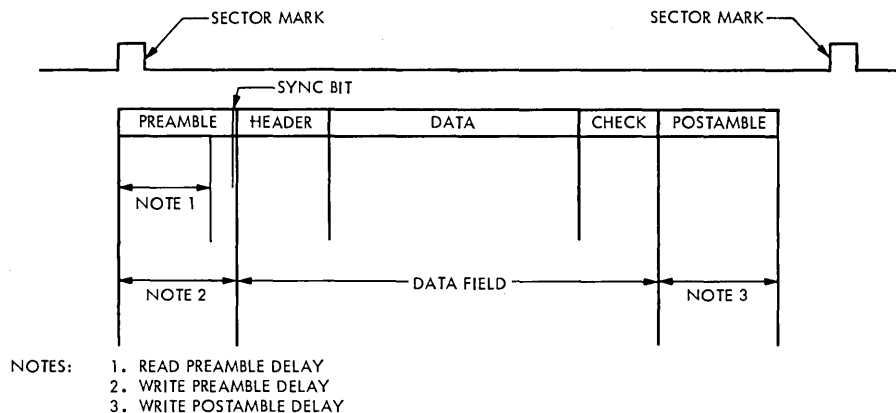 SECTOR MARK SECTOR MARK
SYNC BIT
PREAMBLE HEADER DATA CHECK POSTAMBLE
NOTE 1
DATA FIELD
NOTE 2 NOTE 3
NOTES: 1. READ PREAMBLE DELAY
2. WRITE PREAMBLE DELAY
3. WRITE POSTAMBLE DELAY